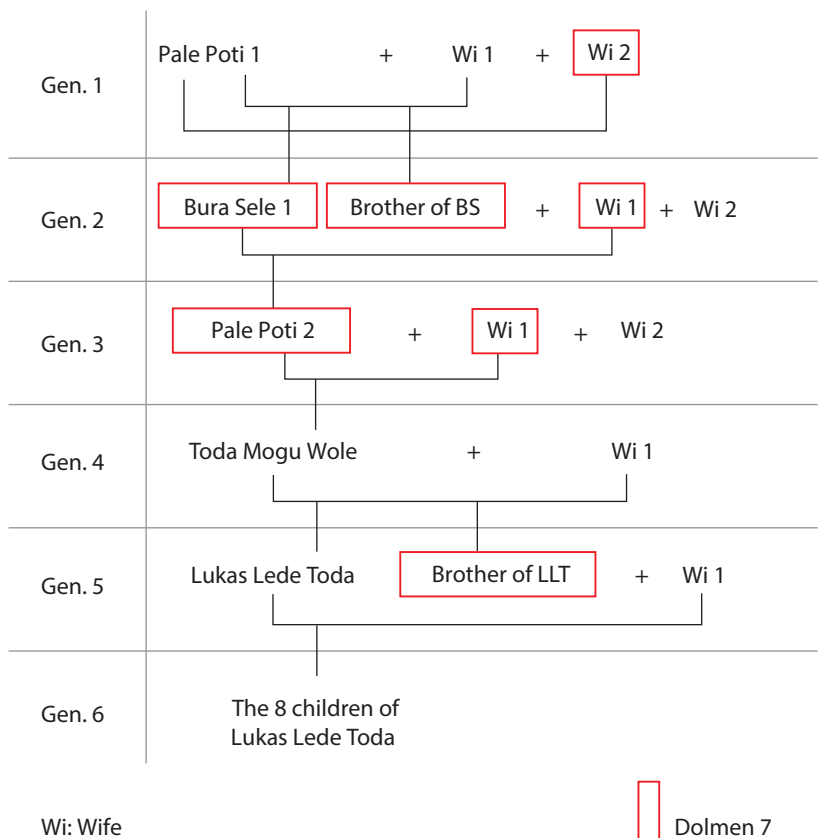 Gen. 1
Pale Poti 1 + Wi 1 + Wi 2
Gen. 2
Bura Sele 1 Brother of BS + Wi 1 + Wi 2
Gen. 3
Pale Poti 2 + Wi 1 + Wi 2
Gen. 4
Toda Mogu Wole + Wi 1
Gen. 5
Lukas Lede Toda Brother of LLT + Wi 1
Gen. 6
The 8 children of
Lukas Lede Toda
Wi: Wife Dolmen 7